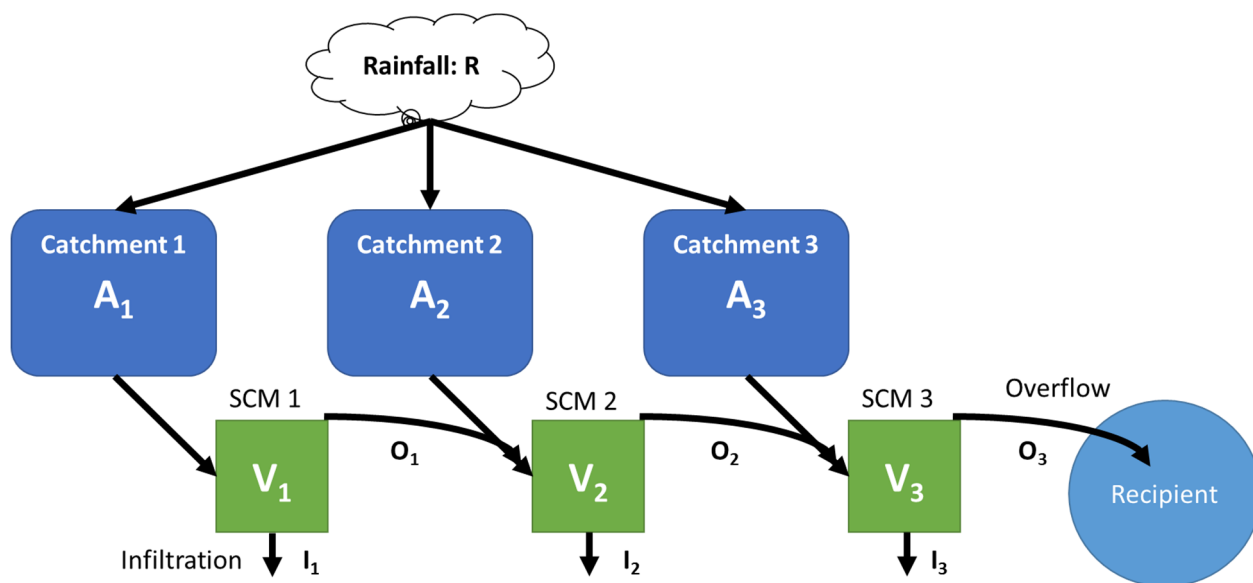 Rainfall: R
Catchment 1
A₁
Catchment 2
A₂
Catchment 3
A₃
SCM 1
SCM 2
SCM 3
Overflow
V₁
O₁
V₂
O₂
V₃
O₃
Recipient
Infiltration
I₁
I₂
I₃